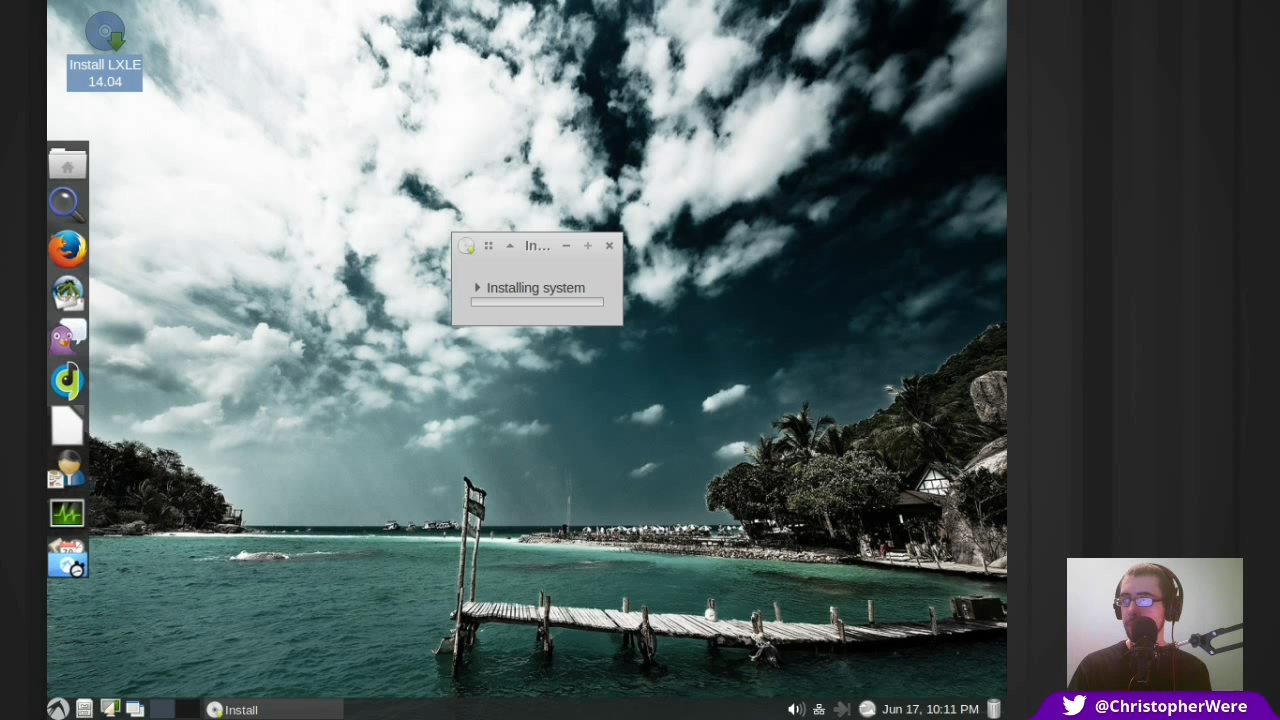 Install LXLE
14.04
In...
Installing system
Install
Jun 17, 10:11 PM
@ChristopherWere